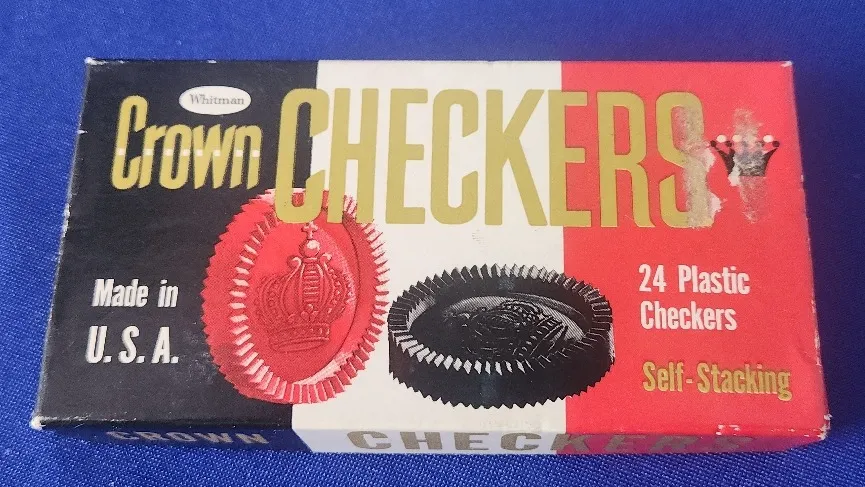 Whitman
Crown CHECKERS
Made in
U.S.A.
24 Plastic
Checkers
Self-Stacking
CROWN CHECKERS